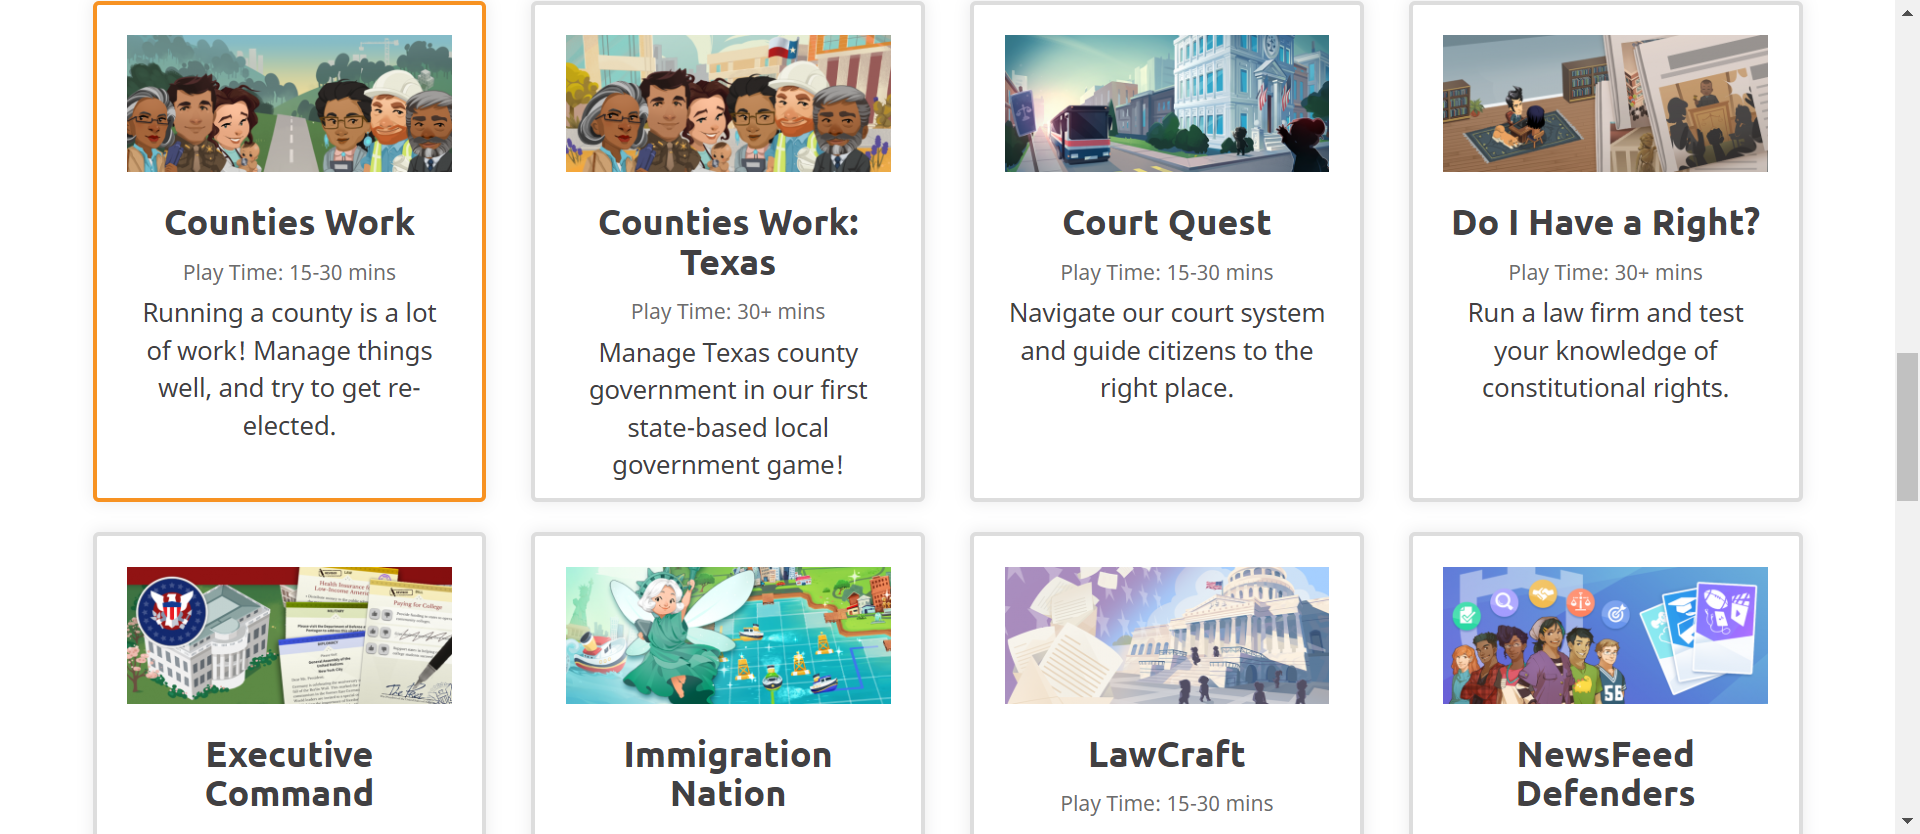 Counties Work
Play Time: 15-30 mins
Running a county is a lot
of work! Manage things
well, and try to get re-
elected.
Counties Work:
Texas
Play Time: 30+ mins
Manage Texas county
government in our first
state-based local
government game!
Court Quest
Play Time: 15-30 mins
Navigate our court system
and guide citizens to the
right place.
Do I Have a Right?
Play Time: 30+ mins
Run a law firm and test
your knowledge of
constitutional rights.
Paying for College
Executive
Command
Immigration
Nation
LawCraft
Play Time: 15-30 mins
56
NewsFeed
Defenders